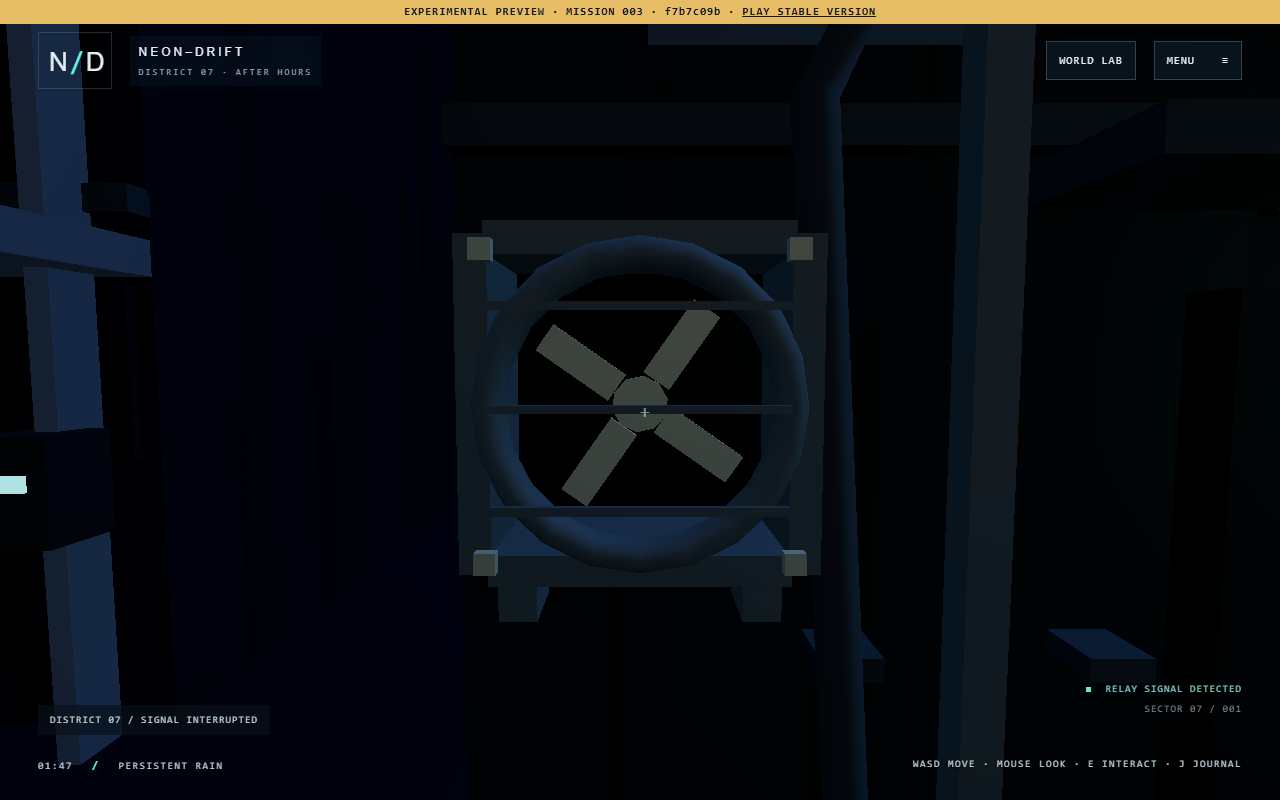 EXPERIMENTAL PREVIEW · MISSION 003 · f7b7c09b · PLAY STABLE VERSION
N/D
NEON—DRIFT
DISTRICT 07 · AFTER HOURS
WORLD LAB
MENU ≡
RELAY SIGNAL DETECTED
SECTOR 07 / 001
DISTRICT 07 / SIGNAL INTERRUPTED
01:47 / PERSISTENT RAIN
WASD MOVE · MOUSE LOOK · E INTERACT · J JOURNAL